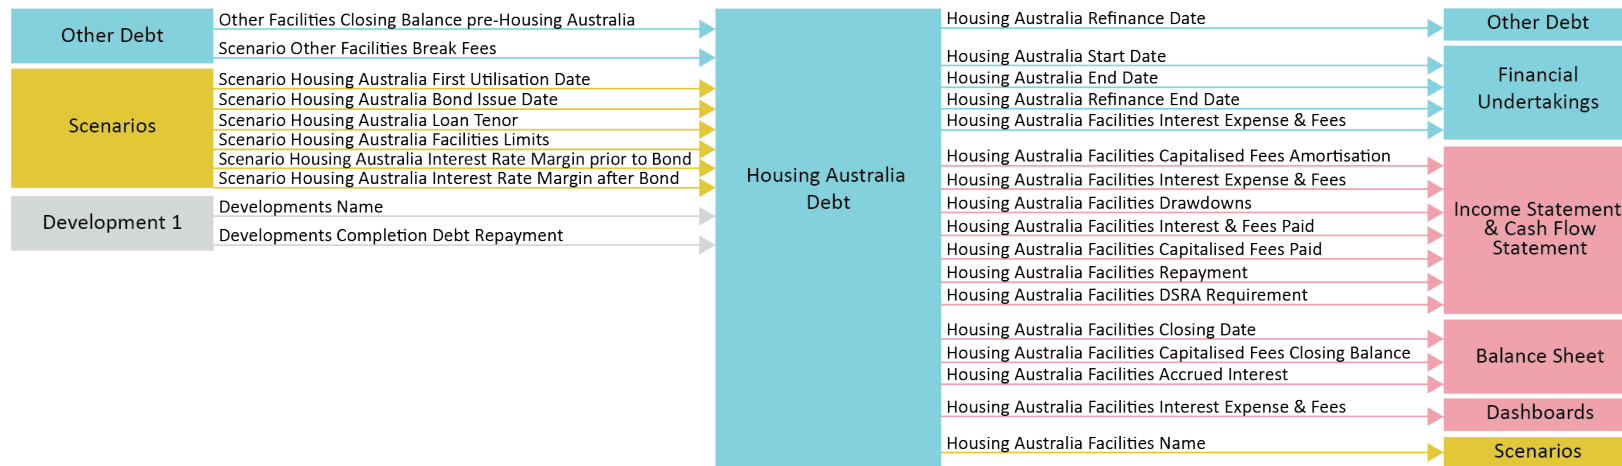 Other Debt
Other Facilities Closing Balance pre-Housing Australia
Scenario Other Facilities Break Fees
Scenarios
Scenario Housing Australia First Utilisation Date
Scenario Housing Australia Bond Issue Date
Scenario Housing Australia Loan Tenor
Scenario Housing Australia Facilities Limits
Scenario Housing Australia Interest Rate Margin prior to Bond
Scenario Housing Australia Interest Rate Margin after Bond
Development 1
Developments Name
Developments Completion Debt Repayment
Housing Australia
Debt
Housing Australia Refinance Date
Other Debt
Housing Australia Start Date
Housing Australia End Date
Housing Australia Refinance End Date
Housing Australia Facilities Interest Expense & Fees
Financial
Undertakings
Housing Australia Facilities Capitalised Fees Amortisation
Housing Australia Facilities Interest Expense & Fees
Housing Australia Facilities Drawdowns
Housing Australia Facilities Interest & Fees Paid
Housing Australia Facilities Capitalised Fees Paid
Housing Australia Facilities Repayment
Housing Australia Facilities DSRA Requirement
Income Statement
& Cash Flow
Statement
Housing Australia Facilities Closing Date
Housing Australia Facilities Capitalised Fees Closing Balance
Housing Australia Facilities Accrued Interest
Balance Sheet
Housing Australia Facilities Interest Expense & Fees
Dashboards
Housing Australia Facilities Name
Scenarios